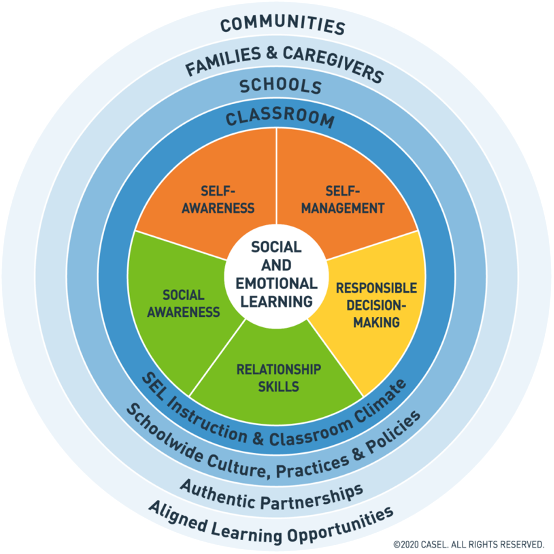 COMMUNITIES
FAMILIES & CAREGIVERS
SCHOOLS
CLASSROOM
SELF-
AWARENESS
SELF-
MANAGEMENT
SOCIAL
AND
EMOTIONAL
LEARNING
SOCIAL
AWARENESS
RESPONSIBLE
DECISION-
MAKING
RELATIONSHIP
SKILLS
SEL Instruction & Classroom Climate
Schoolwide Culture, Practices & Policies
Authentic Partnerships
Aligned Learning Opportunities
©2020 CASEL. ALL RIGHTS RESERVED.